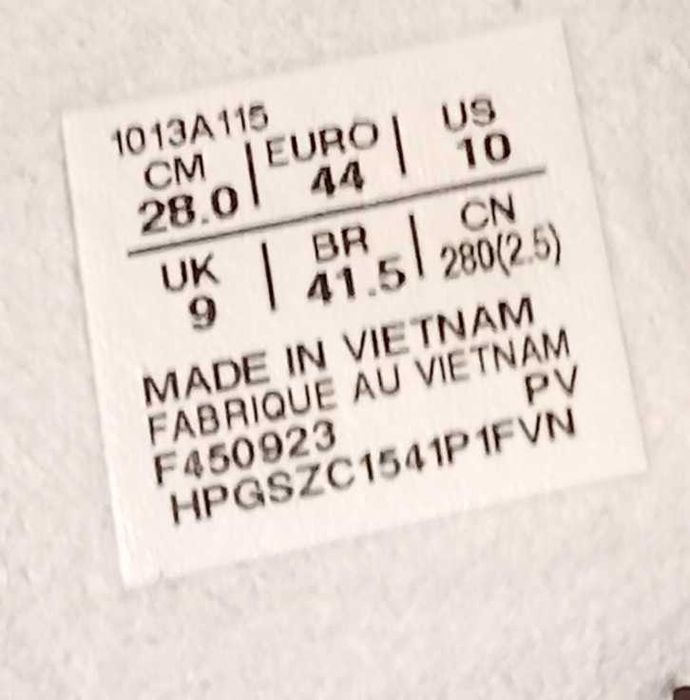 1013A115
CM | EURO | US
28.0 44 10
UK | BR | CN
9 41.5 280(2.5)
MADE IN VIETNAM
FABRIQUE AU VIETNAM
PV
F450923
HPGSZC1541P1FVN